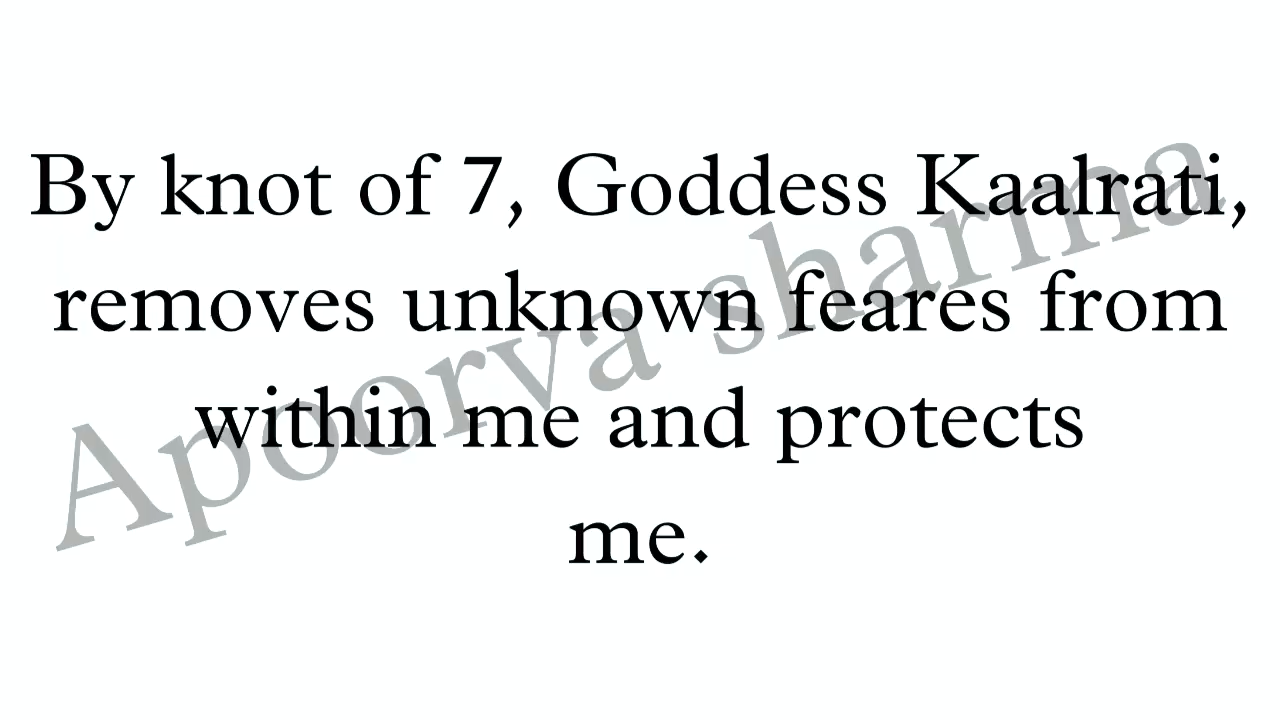 By knot of 7, Goddess Kaalrati,
removes unknown feares from
within me and protects
me.
Apoorva sharma